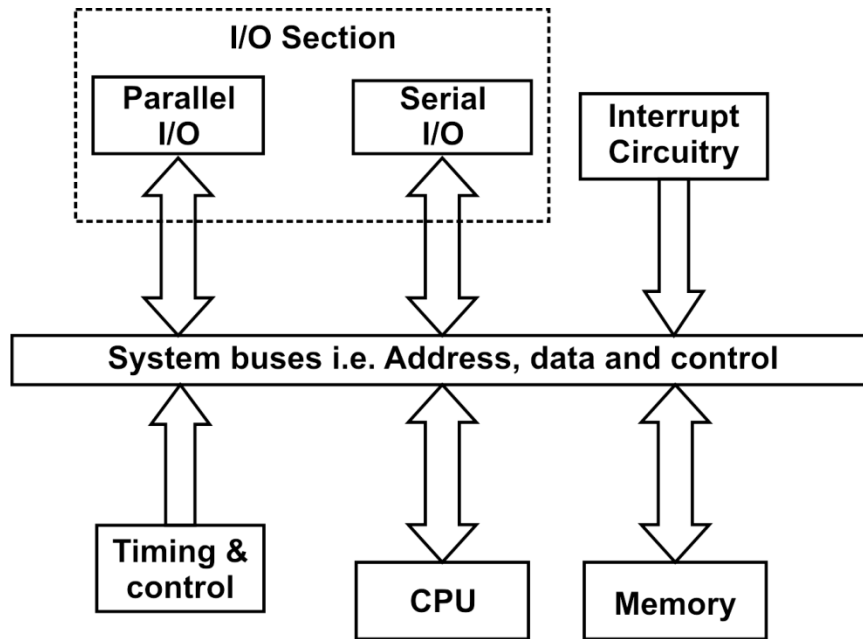 I/O Section
Parallel
I/O
Serial
I/O
Interrupt
Circuitry
System buses i.e. Address, data and control
Timing &
control
CPU
Memory